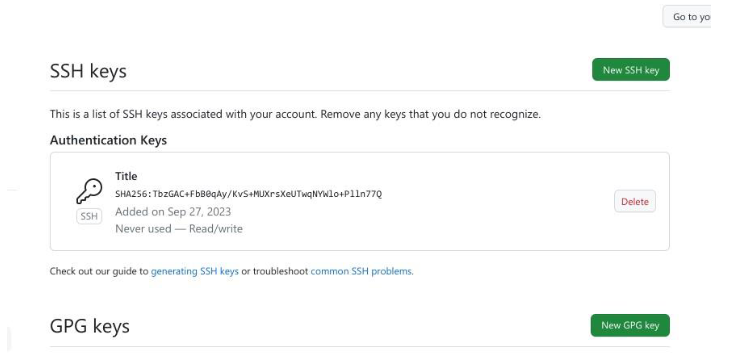 Go to yo
SSH keys
New SSH key
This is a list of SSH keys associated with your account. Remove any keys that you do not recognize.
Authentication Keys
Title
SHA256:TbzGAC+FbB0qAy/KvS+MUXrsXeUTwqNYWlo+Plln77Q
SSH
Added on Sep 27, 2023
Never used — Read/write
Delete
Check out our guide to generating SSH keys or troubleshoot common SSH problems.
GPG keys
New GPG key